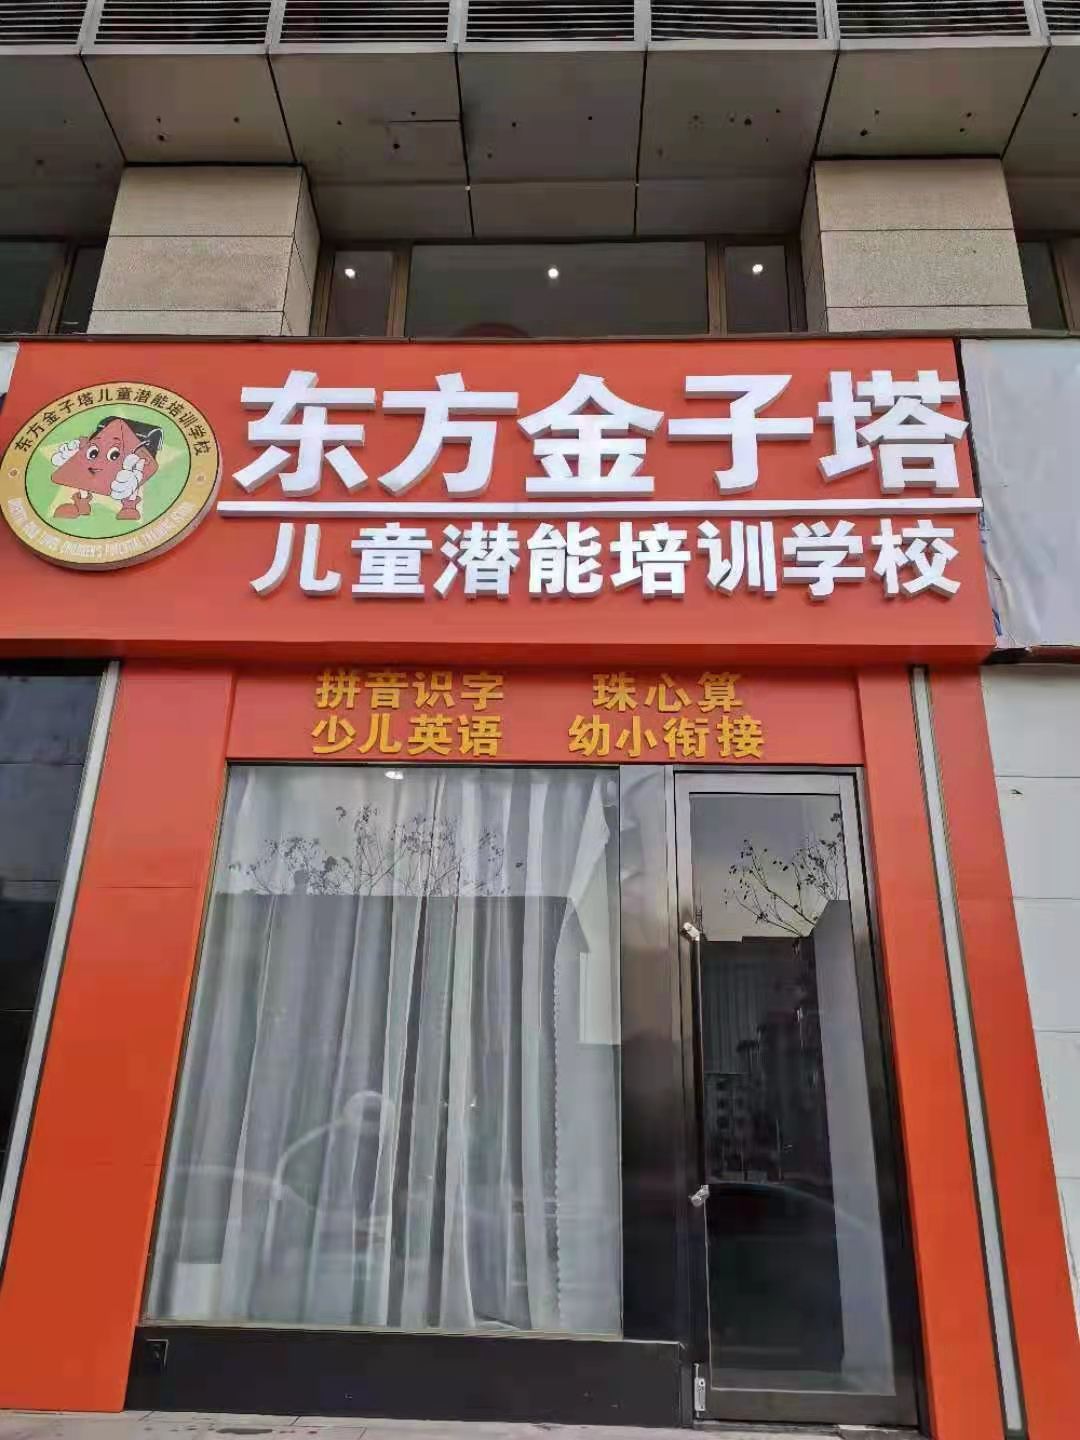 东方金子塔儿童潜能培训学校
东方金子塔
儿童潜能培训学校
拼音识字 珠心算
少儿英语 幼小衔接